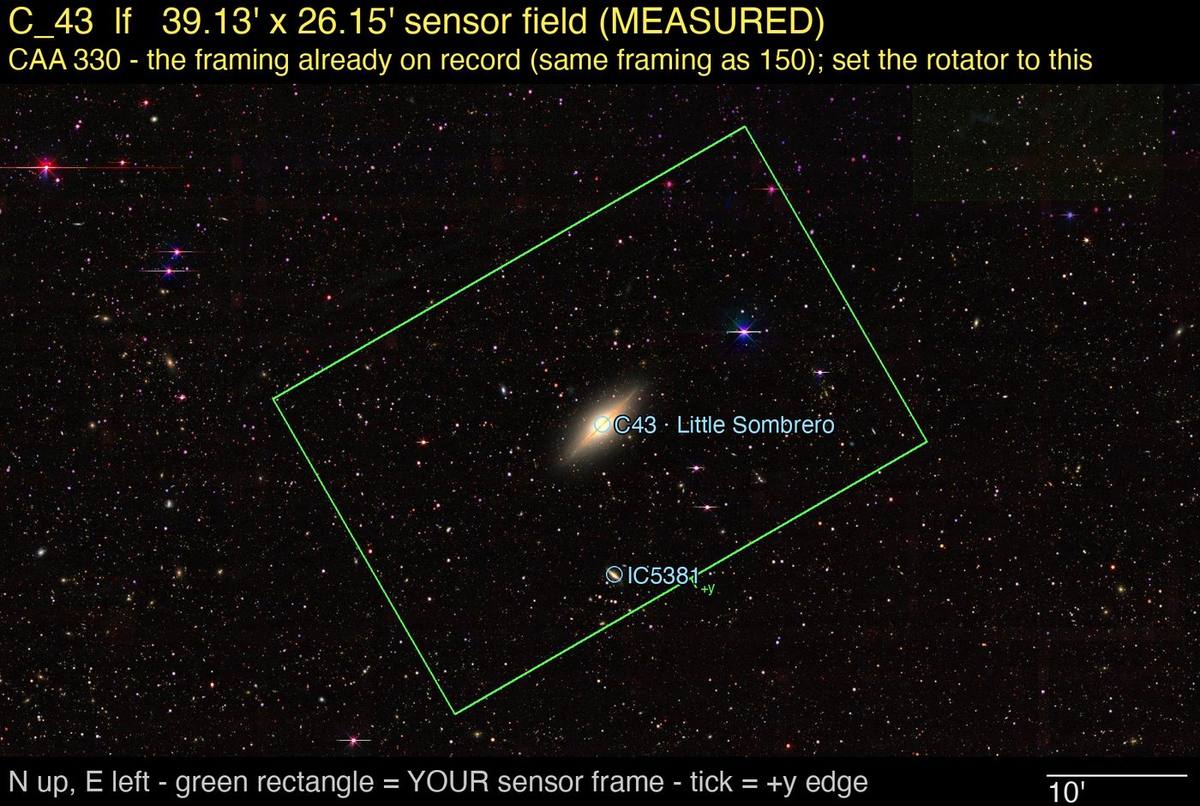 C_43 lf 39.13' x 26.15' sensor field (MEASURED)
CAA 330 - the framing already on record (same framing as 150); set the rotator to this
C43 · Little Sombrero
IC5381
+y
N up, E left - green rectangle = YOUR sensor frame - tick = +y edge
10'